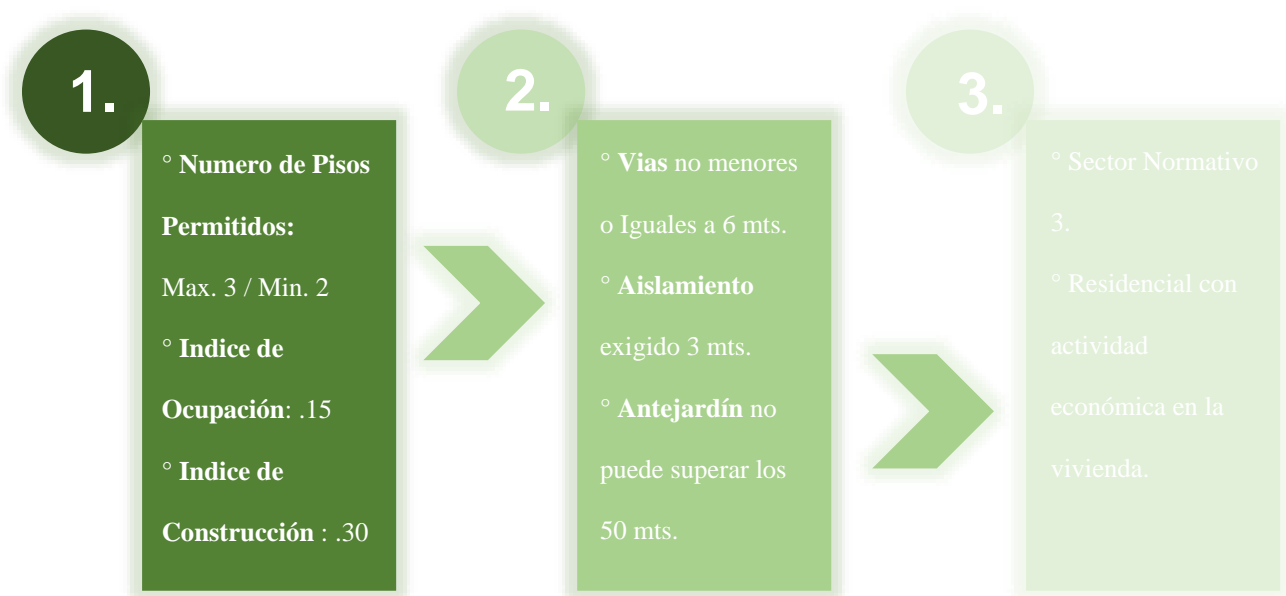 1.
° Numero de Pisos
Permitidos:
Max. 3 / Min. 2
° Indice de
Ocupación: .15
° Indice de
Construcción : .30
2.
° Vias no menores
o Iguales a 6 mts.
° Aislamiento
exigido 3 mts.
° Antejardín no
puede superar los
50 mts.
3.
° Sector Normativo
3.
° Residencial con
actividad
económica en la
vivienda.